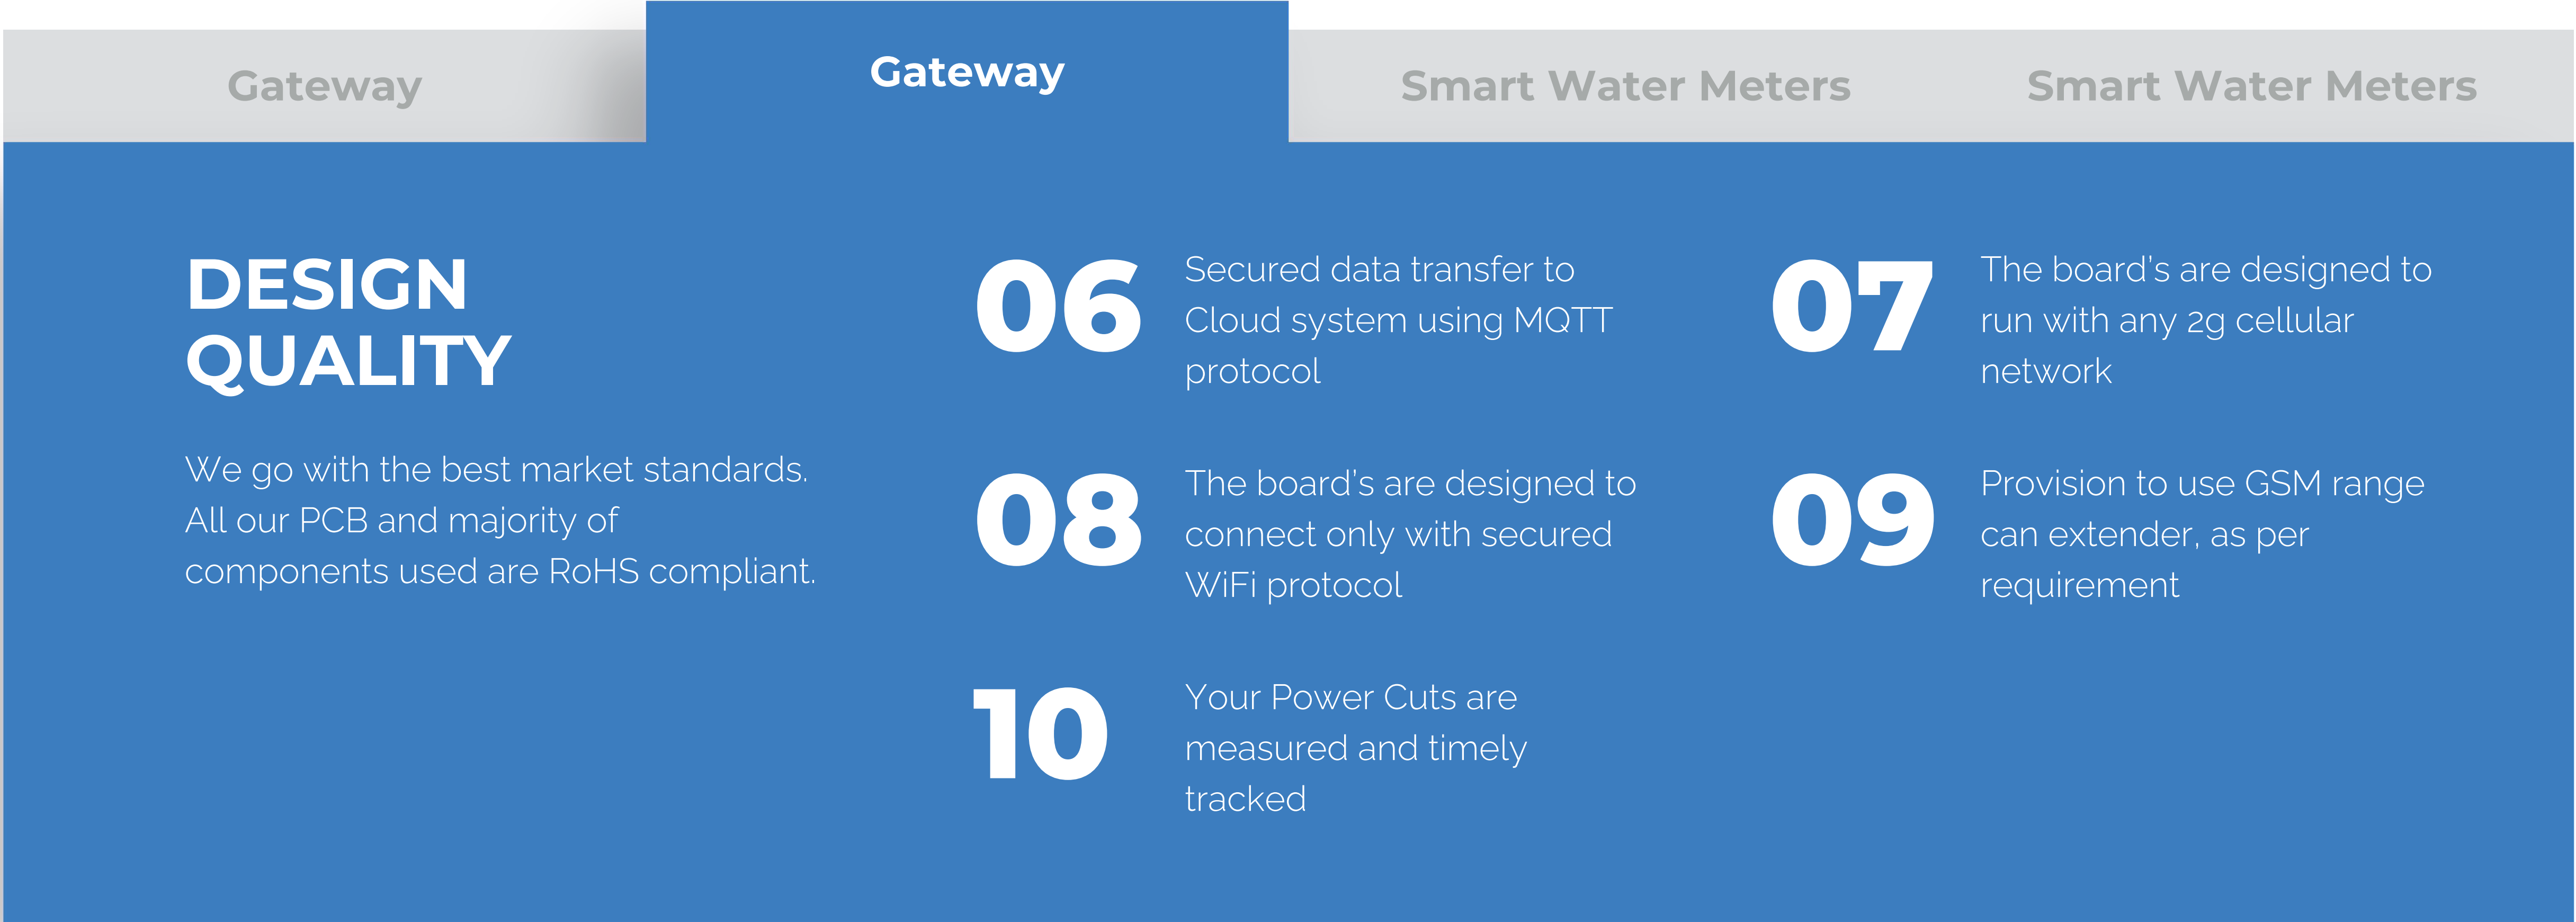 Gateway
Gateway
Smart Water Meters
Smart Water Meters
DESIGN
QUALITY
We go with the best market standards.
All our PCB and majority of
components used are RoHS compliant.
06
Secured data transfer to
Cloud system using MQTT
protocol
07
The board's are designed to
run with any 2g cellular
network
08
The board's are designed to
connect only with secured
WiFi protocol
09
Provision to use GSM range
can extender, as per
requirement
10
Your Power Cuts are
measured and timely
tracked